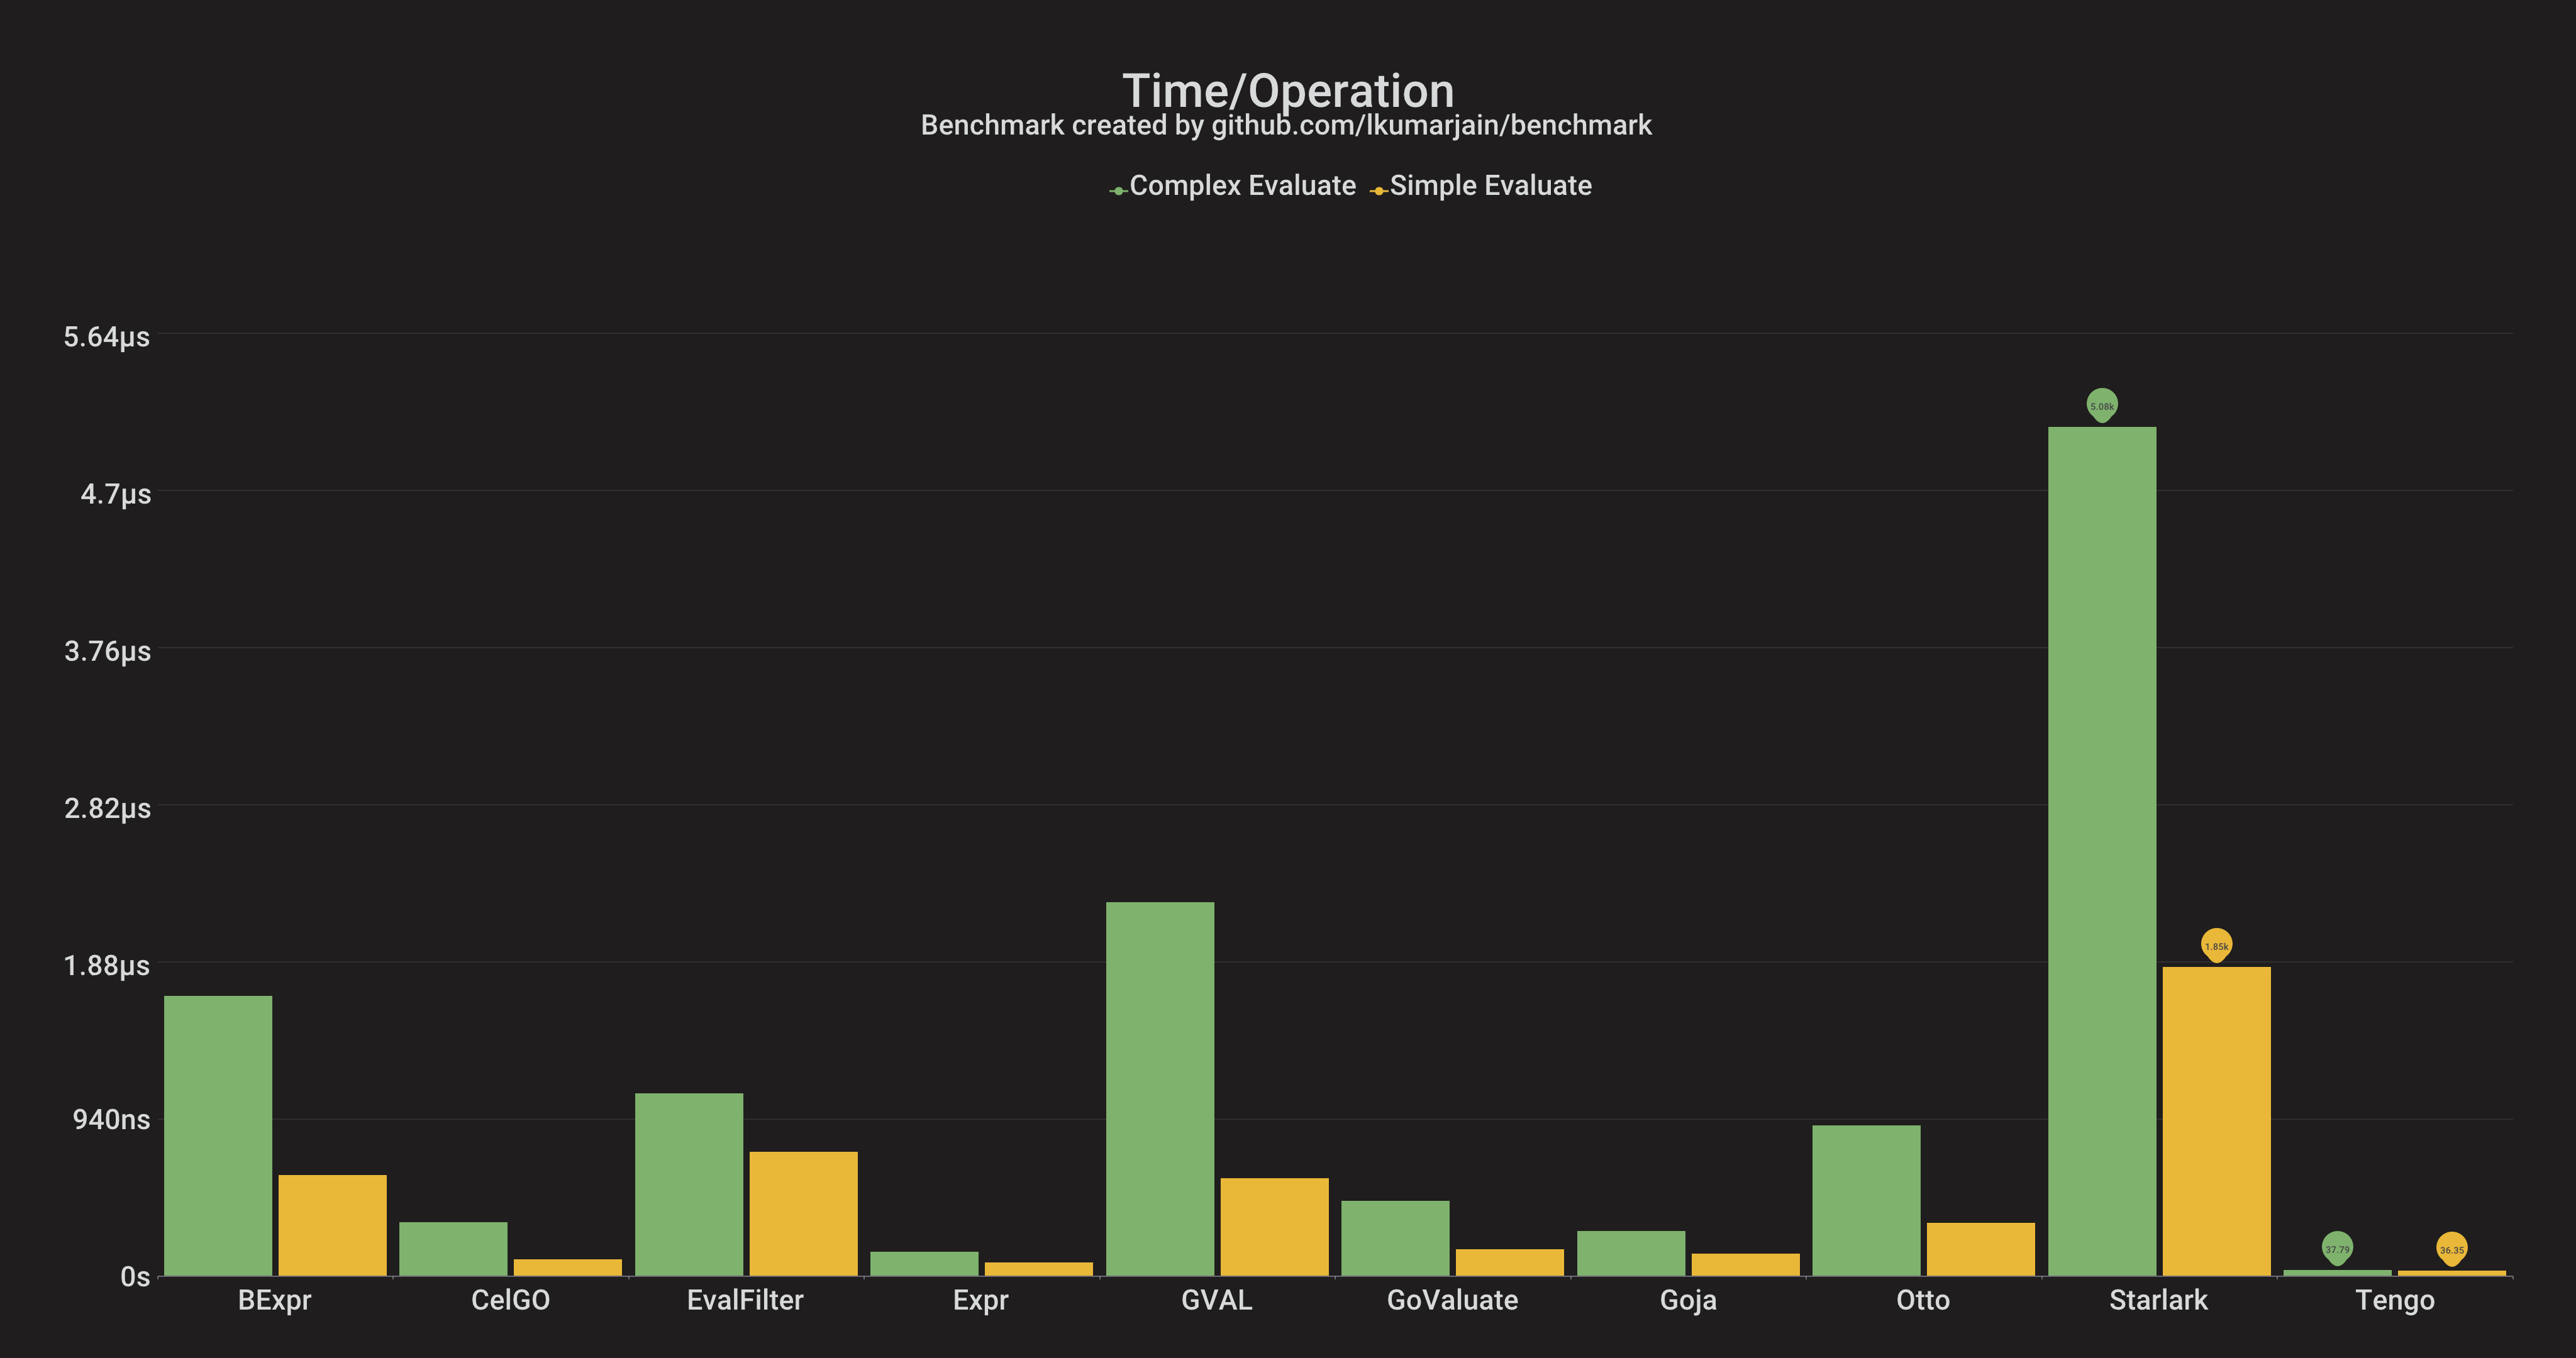 Time/Operation
Benchmark created by github.com/lkumarjain/benchmark
Complex Evaluate Simple Evaluate
5.64µs
5.08k
4.7µs
3.76µs
2.82µs
1.88µs
1.85k
940ns
37.79 36.35
0s
BExpr CelGO EvalFilter Expr GVAL GoValuate Goja Otto Starlark Tengo